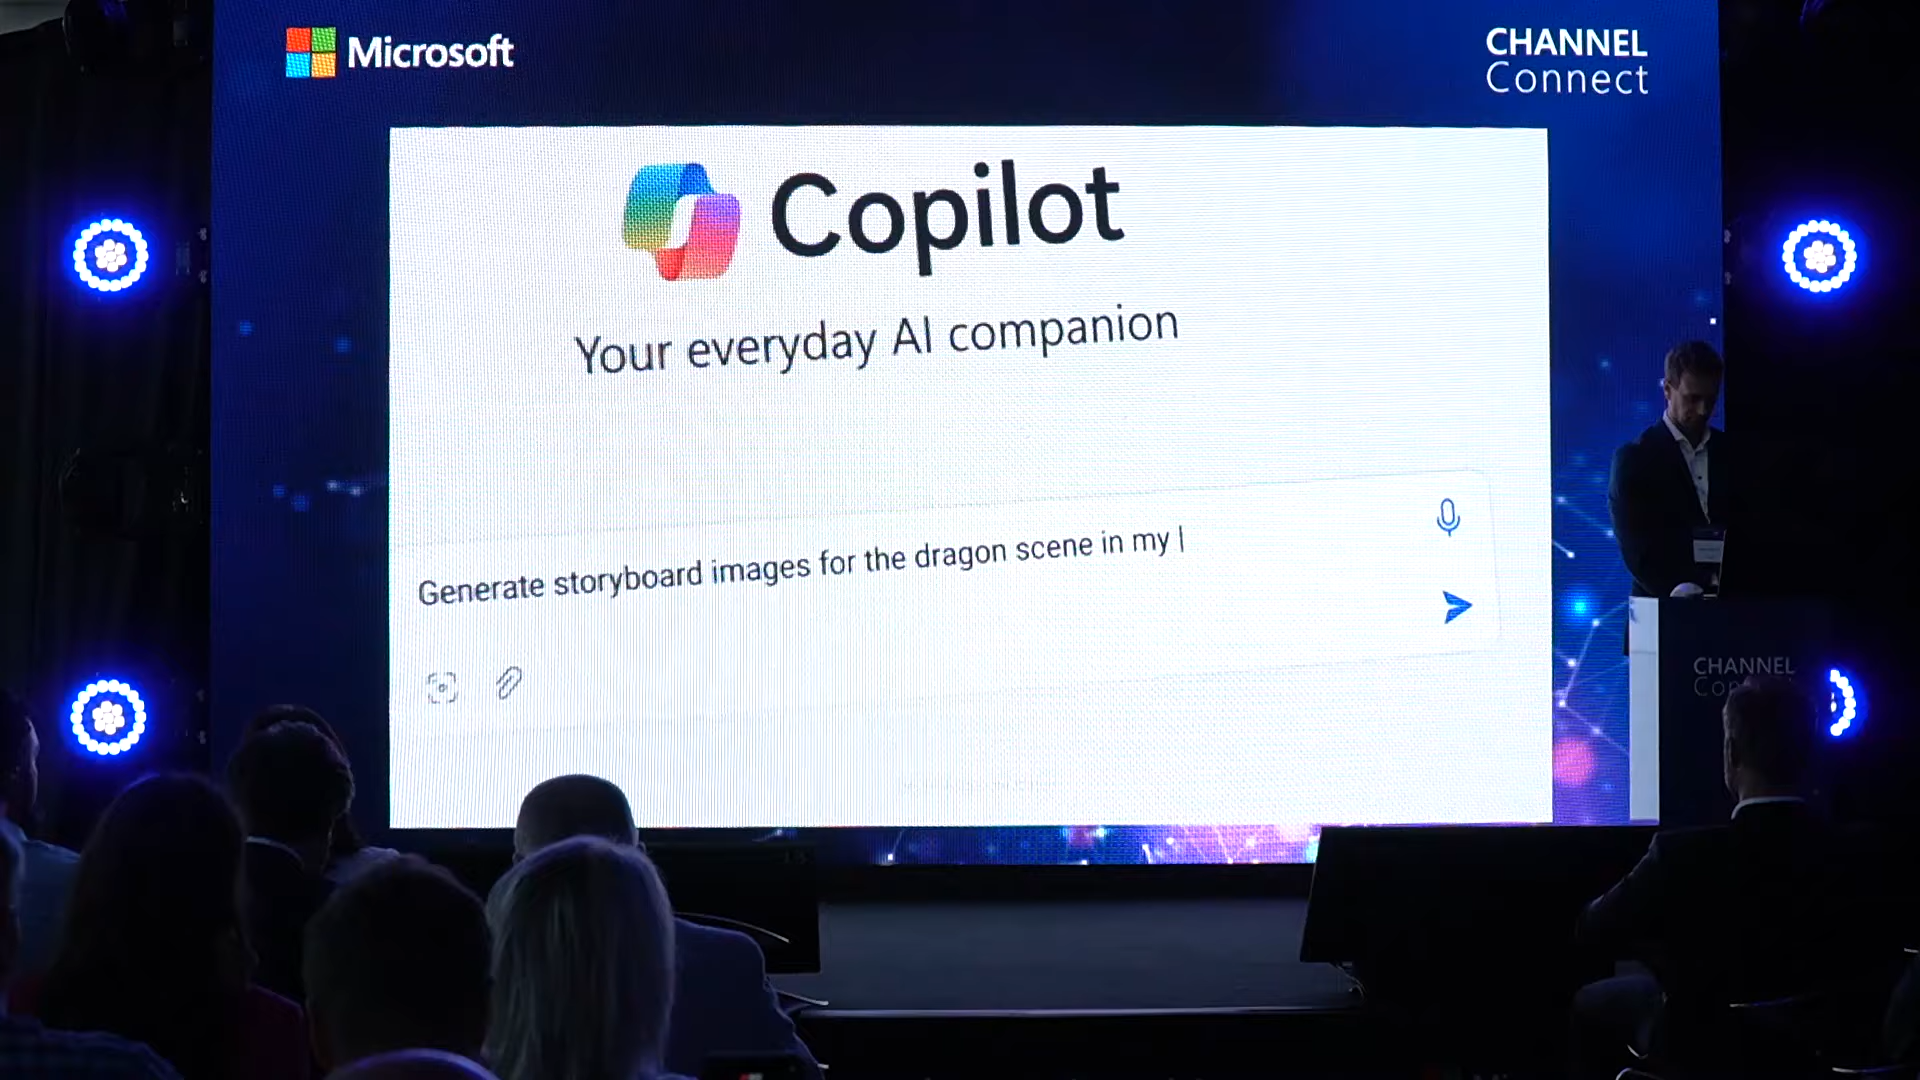 Microsoft
CHANNEL
Connect
Copilot
Your everyday AI companion
Generate storyboard images for the dragon scene in my
CHANNEL